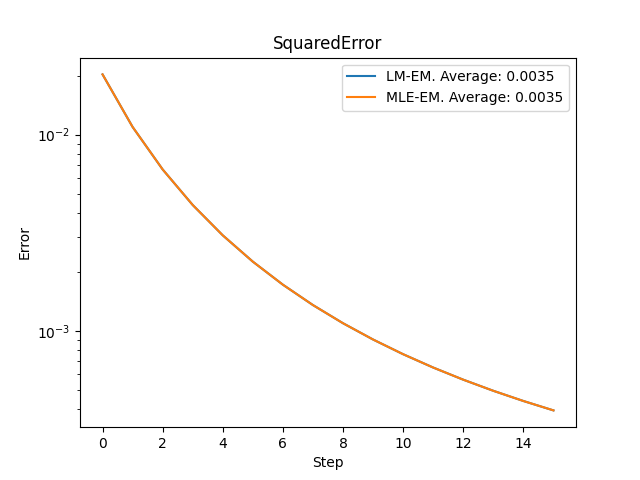 SquaredError
LM-EM. Average: 0.0035
MLE-EM. Average: 0.0035
Error
10⁻²
10⁻³
0 2 4 6 8 10 12 14
Step